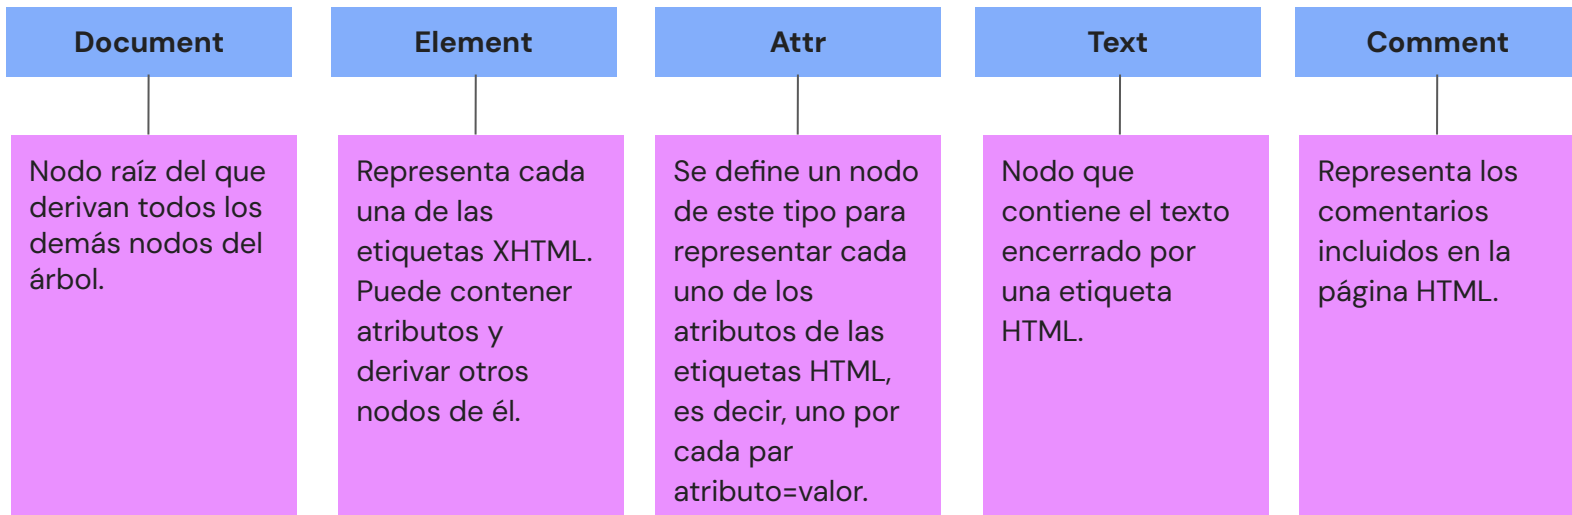 Document
Nodo raíz del que
derivan todos los
demás nodos del
árbol.
Element
Representa cada
una de las
etiquetas XHTML.
Puede contener
atributos y
derivar otros
nodos de él.
Attr
Se define un nodo
de este tipo para
representar cada
uno de los
atributos de las
etiquetas HTML,
es decir, uno por
cada par
atributo=valor.
Text
Nodo que
contiene el texto
encerrado por
una etiqueta
HTML.
Comment
Representa los
comentarios
incluidos en la
página HTML.